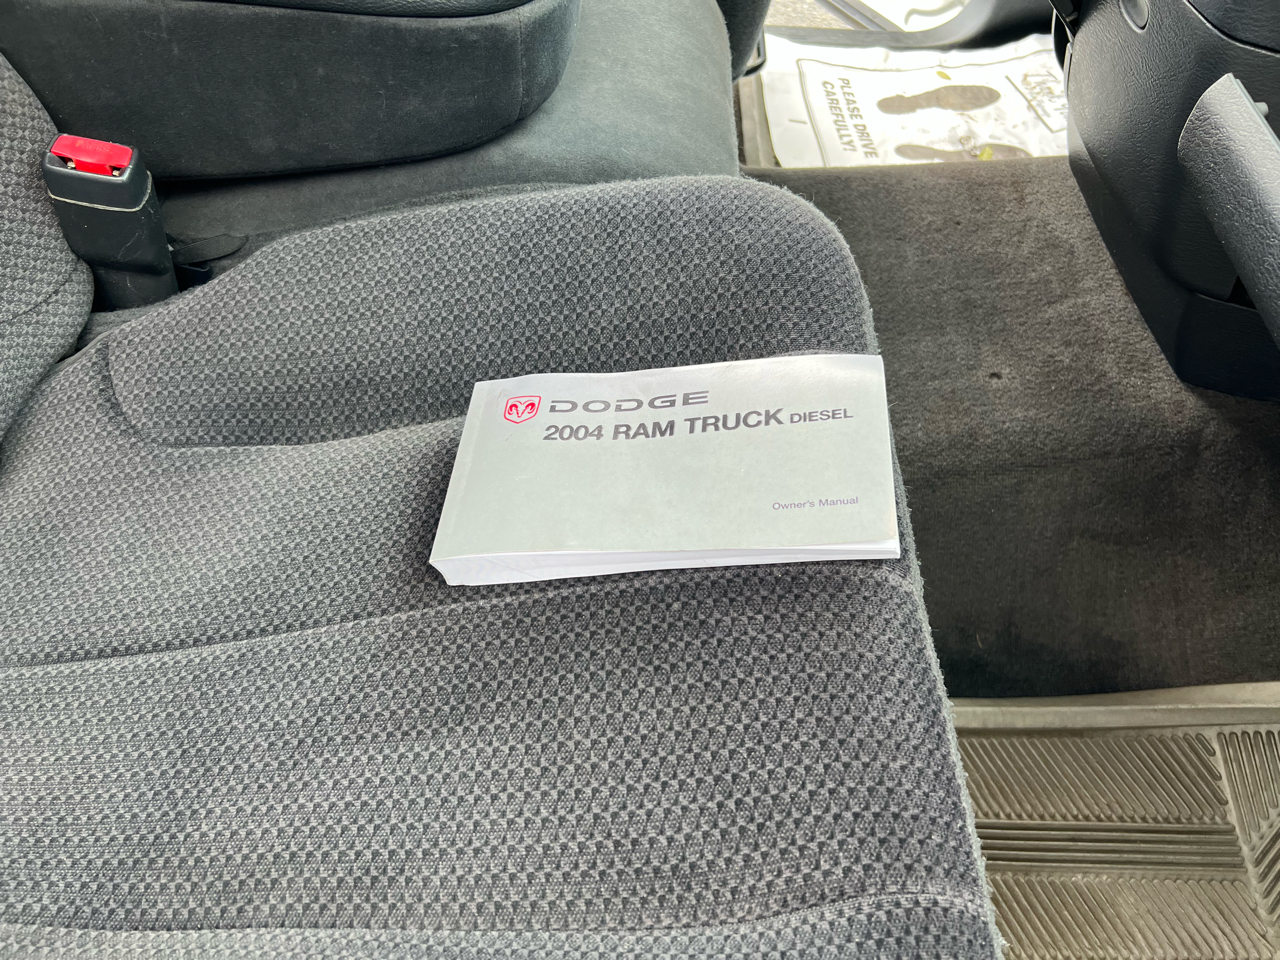 PLEASE DRIVE
CAREFULLY!
DODGE
2004 RAM TRUCK DIESEL
Owner's Manual